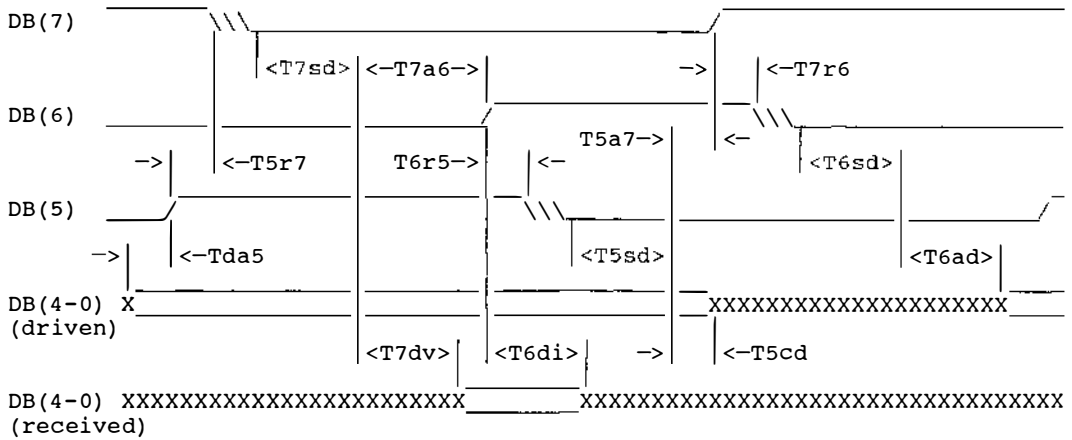 DB(7)
<T7sd> <—T7a6—> —> <—T7r6
DB(6)
T5a7—> <—
—> <—T5r7 T6r5—> <— <T6sd>
DB(5)
—> <—Tda5 <T5sd> <T6ad>
DB(4-0) X XXXXXXXXXXXXXXXXXXXXX
(driven)
<T7dv> <T6di> —> <—T5cd
DB(4-0) XXXXXXXXXXXXXXXXXXXXXXXX XXXXXXXXXXXXXXXXXXXXXXXXXXXXXXXXXX
(received)